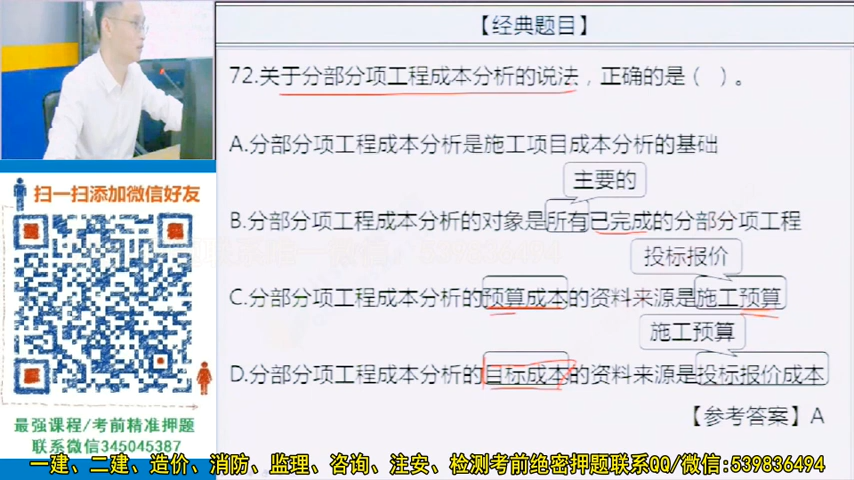 【经典题目】
72.关于分部分项工程成本分析的说法，正确的是（ ）。
A.分部分项工程成本分析是施工项目成本分析的基础
主要的
B.分部分项工程成本分析的对象是所有已完成的分部分项工程
投标报价
C.分部分项工程成本分析的预算成本的资料来源是施工预算
施工预算
D.分部分项工程成本分析的目标成本的资料来源是投标报价成本
【参考答案】A
扫一扫添加微信好友
最强课程/考前精准押题
联系微信345045387
一建、二建、造价、消防、监理、咨询、注安、检测考前绝密押题联系QQ/微信:539836494